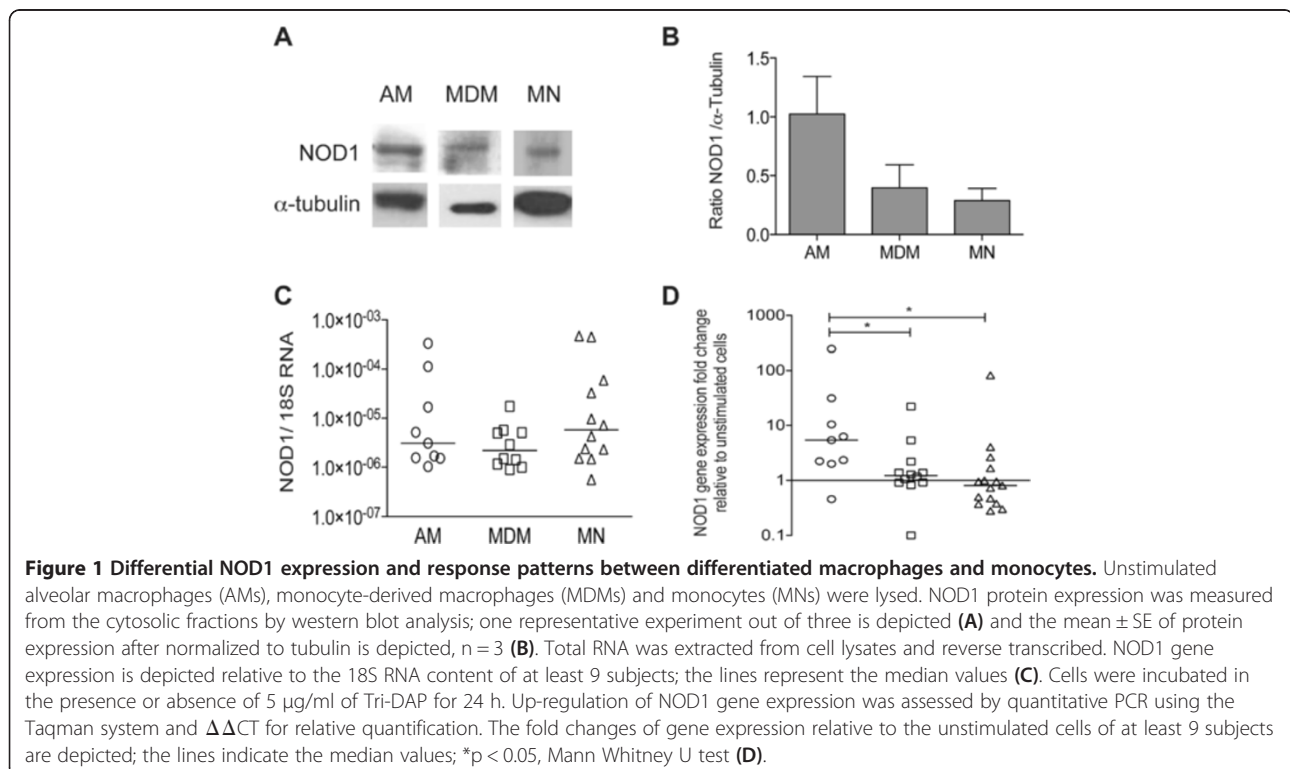 A
AM MDM MN
NOD1
α-tubulin
B
Ratio NOD1 /α-Tubulin
1.5
1.0
0.5
0.0
AM MDM MN
C
NOD1/ 18S RNA
1.0×10-03
1.0×10-04
1.0×10-05
1.0×10-06
1.0×10-07
AM MDM MN
D
NOD1 gene expression fold change
relative to unstimulated cells
1000
100
10
1
0.1
*
*
Figure 1 Differential NOD1 expression and response patterns between differentiated macrophages and monocytes. Unstimulated
alveolar macrophages (AMs), monocyte-derived macrophages (MDMs) and monocytes (MNs) were lysed. NOD1 protein expression was measured
from the cytosolic fractions by western blot analysis; one representative experiment out of three is depicted (A) and the mean ± SE of protein
expression after normalized to tubulin is depicted, n = 3 (B). Total RNA was extracted from cell lysates and reverse transcribed. NOD1 gene
expression is depicted relative to the 18S RNA content of at least 9 subjects; the lines represent the median values (C). Cells were incubated in
the presence or absence of 5 μg/ml of Tri-DAP for 24 h. Up-regulation of NOD1 gene expression was assessed by quantitative PCR using the
Taqman system and ΔΔCT for relative quantification. The fold changes of gene expression relative to the unstimulated cells of at least 9 subjects
are depicted; the lines indicate the median values; *p < 0.05, Mann Whitney U test (D).